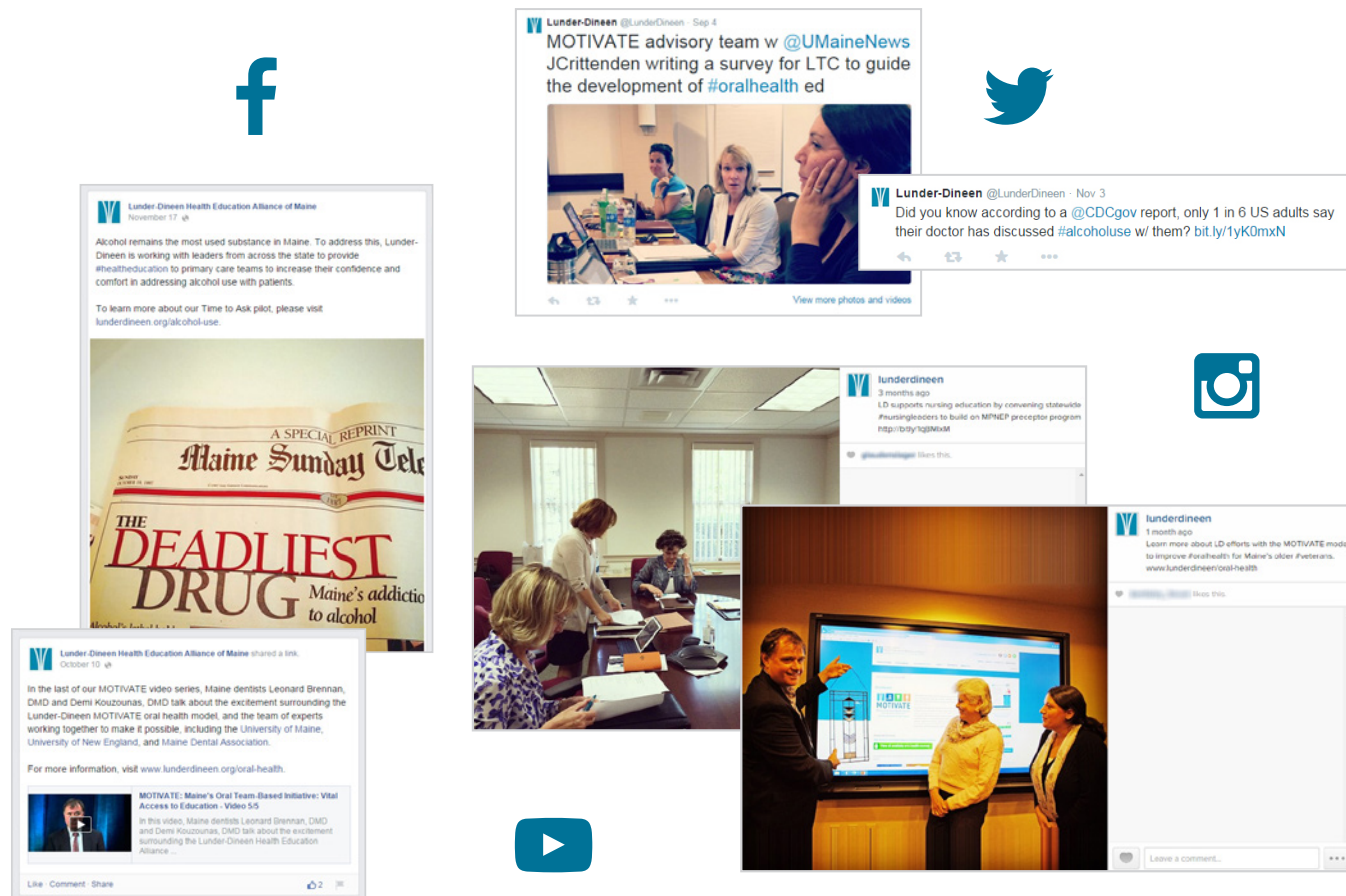 Lunder-Dineen @LunderDineen · Sep 4
MOTIVATE advisory team w @UMaineNews
JCrittenden writing a survey for LTC to guide
the development of #oralhealth ed
View more photos and videos
Lunder-Dineen @LunderDineen · Nov 3
Did you know according to a @CDCgov report, only 1 in 6 US adults say
their doctor has discussed #alcoholuse w/ them? bit.ly/1yK0mxN
Lunder-Dineen Health Education Alliance of Maine
November 17
Alcohol remains the most used substance in Maine. To address this, Lunder-
Dineen is working with leaders from across the state to provide
#healtheducation to primary care teams to increase their confidence and
comfort in addressing alcohol use with patients.
To learn more about our Time to Ask pilot, please visit
lunderdineen.org/alcohol-use.
A SPECIAL REPRINT
Maine Sunday Tele
SUNDAY
THE
DEADLIEST
DRUG
Maine's addictio
to alcohol
lunderdineen
3 months ago
LD supports nursing education by convening statewide
#nursingleaders to build on MPNEP preceptor program
likes this.
lunderdineen
1 month ago
Learn more about LD efforts with the MOTIVATE mode
to improve #oralhealth for Maine's older #veterans.
www.lunderdineen/oral-health
likes this.
MOTIVATE
Leave a comment...
Lunder-Dineen Health Education Alliance of Maine shared a link.
October 10
In the last of our MOTIVATE video series, Maine dentists Leonard Brennan,
DMD and Demi Kouzounas, DMD talk about the excitement surrounding the
Lunder-Dineen MOTIVATE oral health model, and the team of experts
working together to make it possible, including the University of Maine,
University of New England, and Maine Dental Association.
For more information, visit www.lunderdineen.org/oral-health.
MOTIVATE: Maine's Oral Team-Based Initiative: Vital
Access to Education - Video 5/5
In this video, Maine dentists Leonard Brennan, DMD
and Demi Kouzounas, DMD talk about the excitement
surrounding the Lunder-Dineen Health Education
Alliance ...
Like · Comment · Share
2